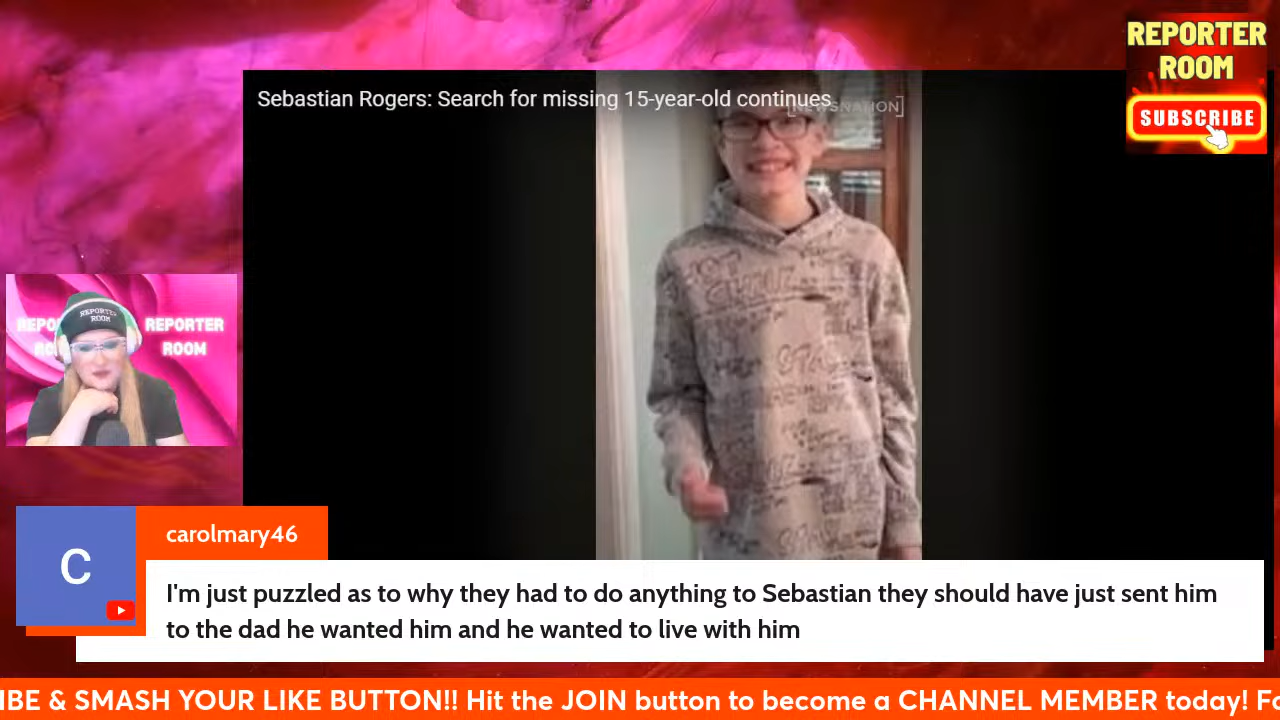 REPORTER
ROOM
SUBSCRIBE
Sebastian Rogers: Search for missing 15-year-old continues
NEWSNATION
REPORTER
ROOM
REPORTER
ROOM
carolmary46
C
I'm just puzzled as to why they had to do anything to Sebastian they should have just sent him
to the dad he wanted him and he wanted to live with him
IBE & SMASH YOUR LIKE BUTTON!! Hit the JOIN button to become a CHANNEL MEMBER today! Fo